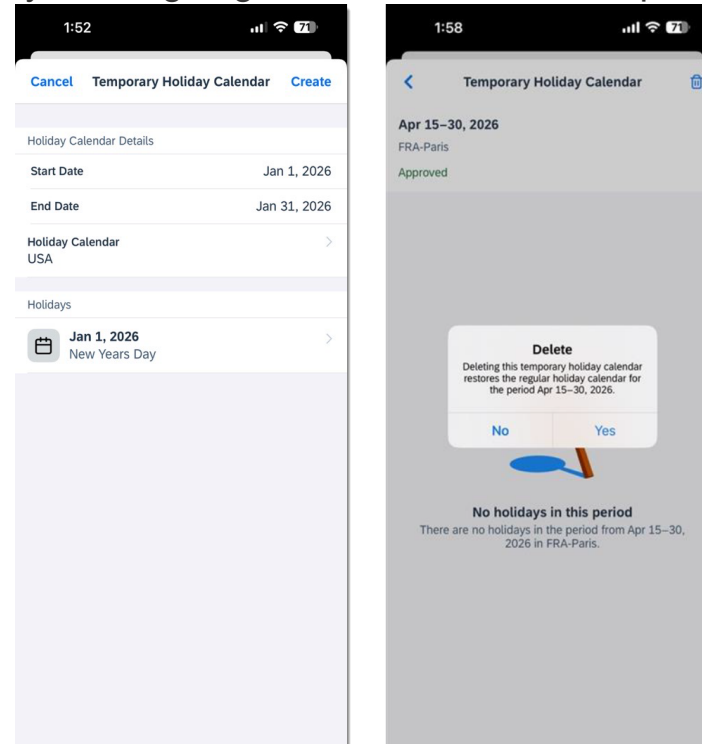 1:52
71
Cancel Temporary Holiday Calendar Create
Holiday Calendar Details
Start Date Jan 1, 2026
End Date Jan 31, 2026
Holiday Calendar
USA
Holidays
Jan 1, 2026
New Years Day
1:58
71
Temporary Holiday Calendar
Apr 15–30, 2026
FRA-Paris
Approved
Delete
Deleting this temporary holiday calendar
restores the regular holiday calendar for
the period Apr 15–30, 2026.
No Yes
No holidays in this period
There are no holidays in the period from Apr 15–30,
2026 in FRA-Paris.